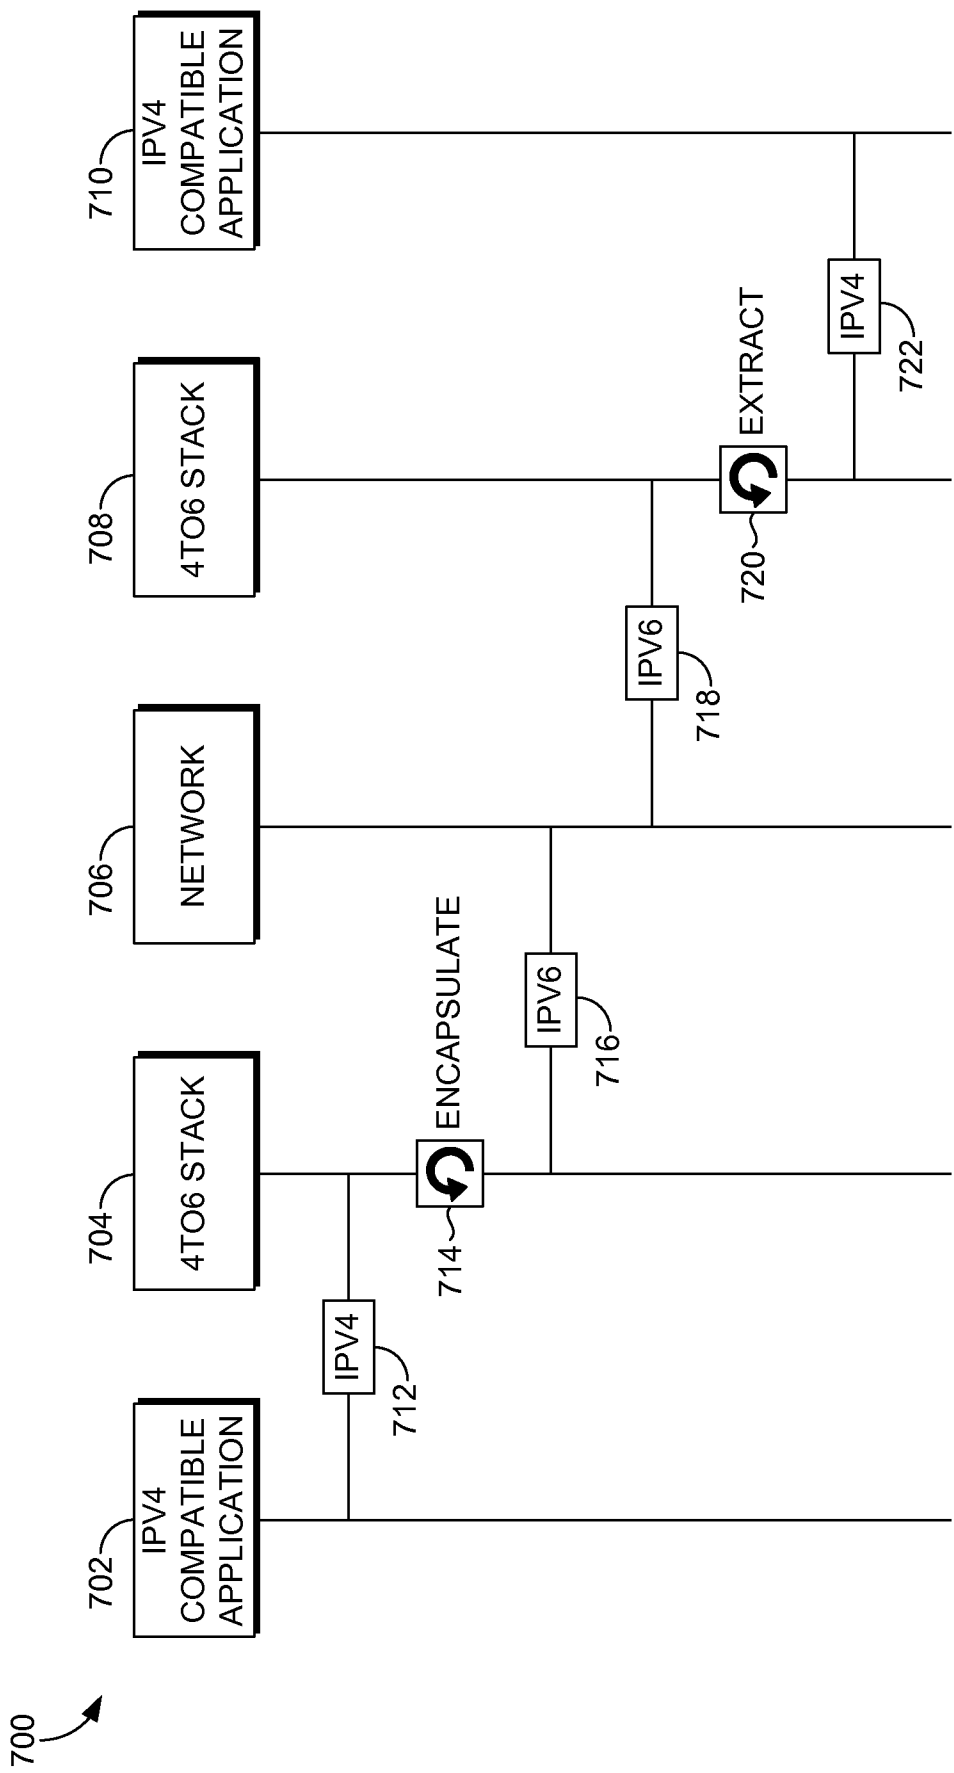 700
702
IPV4
COMPATIBLE
APPLICATION
704
4TO6 STACK
706
NETWORK
708
4TO6 STACK
710
IPV4
COMPATIBLE
APPLICATION
IPV4
712
714
ENCAPSULATE
IPV6
716
IPV6
718
720
EXTRACT
IPV4
722